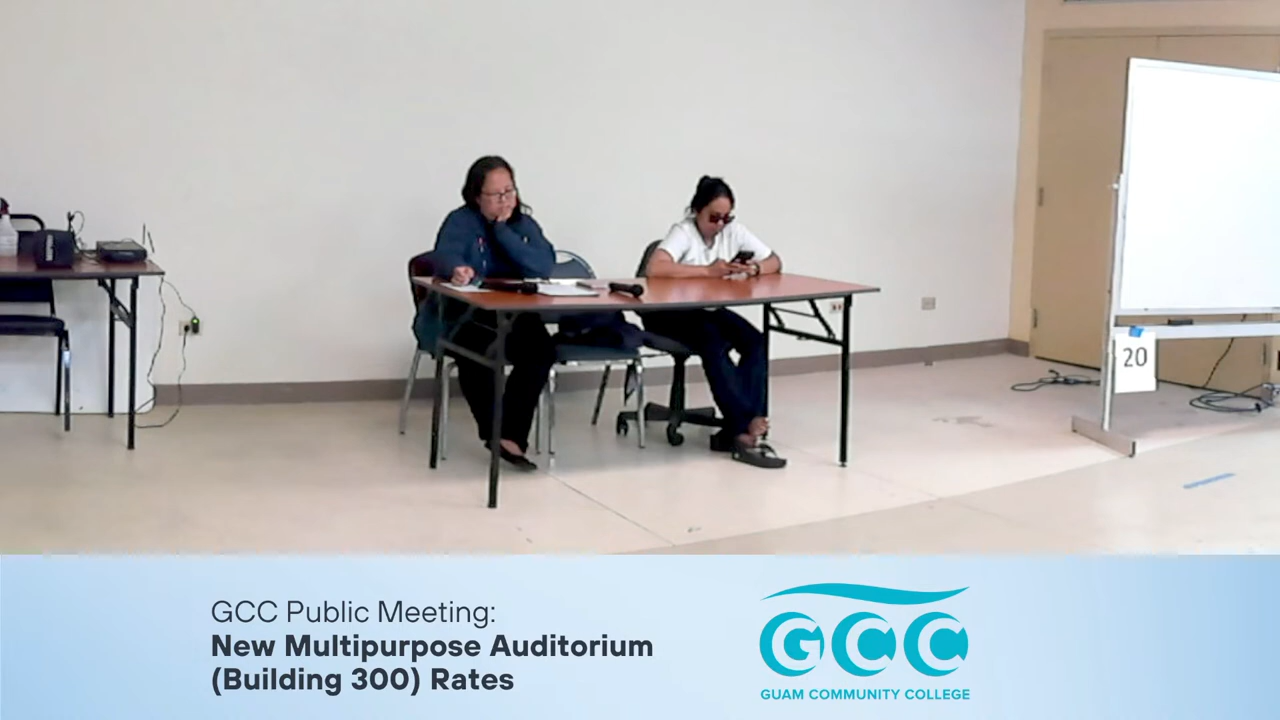 20
GCC Public Meeting:
New Multipurpose Auditorium
(Building 300) Rates
GCC
GUAM COMMUNITY COLLEGE